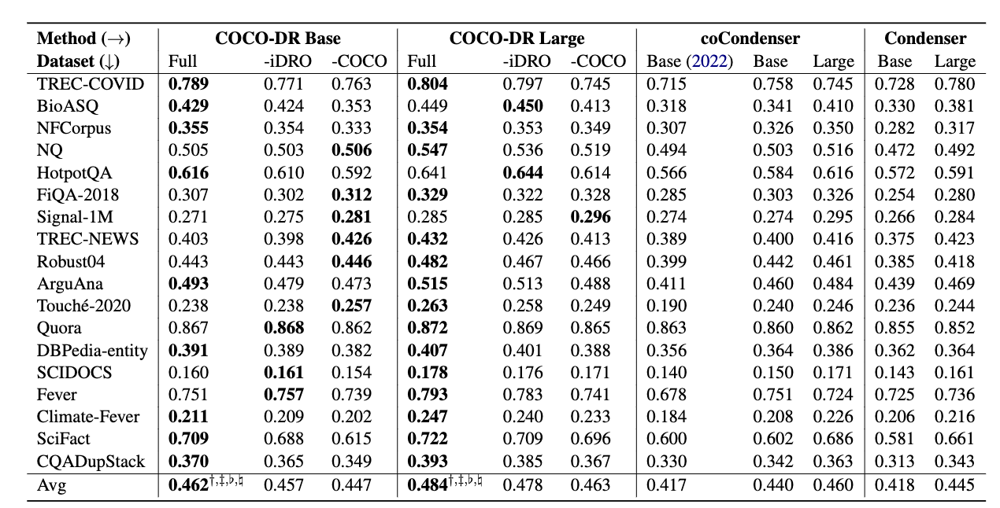 Method (→) COCO-DR Base COCO-DR Large coCondenser Condenser
Dataset (↓) Full -iDRO -COCO Full -iDRO -COCO Base (2022) Base Large Base Large
TREC-COVID 0.789 0.771 0.763 0.804 0.797 0.745 0.715 0.758 0.745 0.728 0.780
BioASQ 0.429 0.424 0.353 0.449 0.450 0.413 0.318 0.341 0.410 0.330 0.381
NFCorpus 0.355 0.354 0.333 0.354 0.353 0.349 0.307 0.326 0.350 0.282 0.317
NQ 0.505 0.503 0.506 0.547 0.536 0.519 0.494 0.503 0.516 0.472 0.492
HotpotQA 0.616 0.610 0.592 0.641 0.644 0.614 0.566 0.584 0.616 0.572 0.591
FiQA-2018 0.307 0.302 0.312 0.329 0.322 0.328 0.285 0.303 0.326 0.254 0.280
Signal-1M 0.271 0.275 0.281 0.285 0.285 0.296 0.274 0.274 0.295 0.266 0.284
TREC-NEWS 0.403 0.398 0.426 0.432 0.426 0.413 0.389 0.400 0.416 0.375 0.423
Robust04 0.443 0.443 0.446 0.482 0.467 0.466 0.399 0.442 0.461 0.385 0.418
ArguAna 0.493 0.479 0.473 0.515 0.513 0.488 0.411 0.460 0.484 0.439 0.469
Touché-2020 0.238 0.238 0.257 0.263 0.258 0.249 0.190 0.240 0.246 0.236 0.244
Quora 0.867 0.868 0.862 0.872 0.869 0.865 0.863 0.860 0.862 0.855 0.852
DBPedia-entity 0.391 0.389 0.382 0.407 0.401 0.388 0.356 0.364 0.386 0.362 0.364
SCIDOCS 0.160 0.161 0.154 0.178 0.176 0.171 0.140 0.150 0.171 0.143 0.161
Fever 0.751 0.757 0.739 0.793 0.783 0.741 0.678 0.751 0.724 0.725 0.736
Climate-Fever 0.211 0.209 0.202 0.247 0.240 0.233 0.184 0.208 0.226 0.206 0.216
SciFact 0.709 0.688 0.615 0.722 0.709 0.696 0.600 0.602 0.686 0.581 0.661
CQADupStack 0.370 0.365 0.349 0.393 0.385 0.367 0.330 0.342 0.363 0.313 0.343
Avg 0.462†,‡,♭,♮ 0.457 0.447 0.484†,‡,♭,♮ 0.478 0.463 0.417 0.440 0.460 0.418 0.445